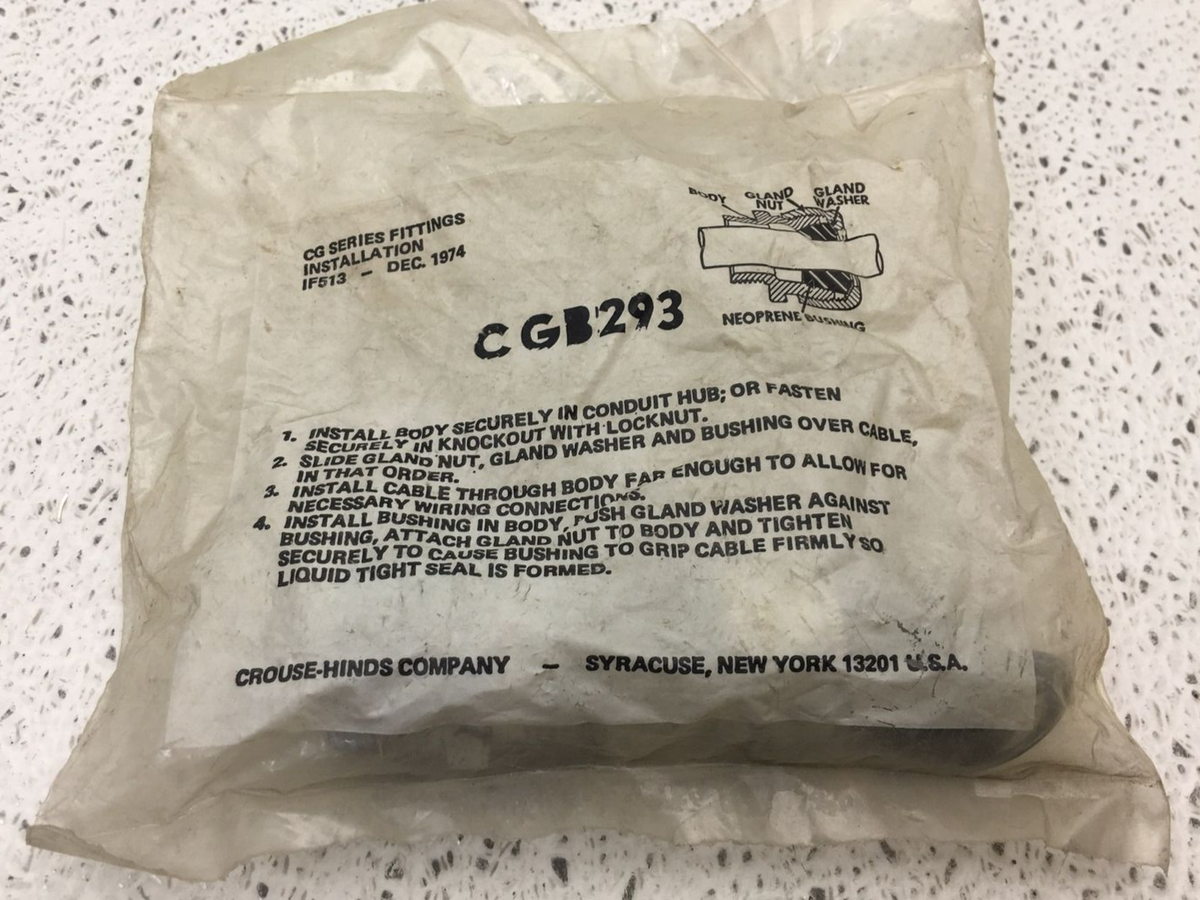 CG SERIES FITTINGS
INSTALLATION
IF513 – DEC. 1974
BODY
GLAND
NUT
GLAND
WASHER
NEOPRENE BUSHING
CGB293
1. INSTALL BODY SECURELY IN CONDUIT HUB; OR FASTEN
SECURELY IN KNOCKOUT WITH LOCKNUT.
2. SLIDE GLAND NUT, GLAND WASHER AND BUSHING OVER CABLE,
IN THAT ORDER.
3. INSTALL CABLE THROUGH BODY FAR ENOUGH TO ALLOW FOR
NECESSARY WIRING CONNECTIONS.
4. INSTALL BUSHING IN BODY, PUSH GLAND WASHER AGAINST
BUSHING, ATTACH GLAND NUT TO BODY AND TIGHTEN
SECURELY TO CAUSE BUSHING TO GRIP CABLE FIRMLY SO
LIQUID TIGHT SEAL IS FORMED.
CROUSE-HINDS COMPANY – SYRACUSE, NEW YORK 13201 U.S.A.